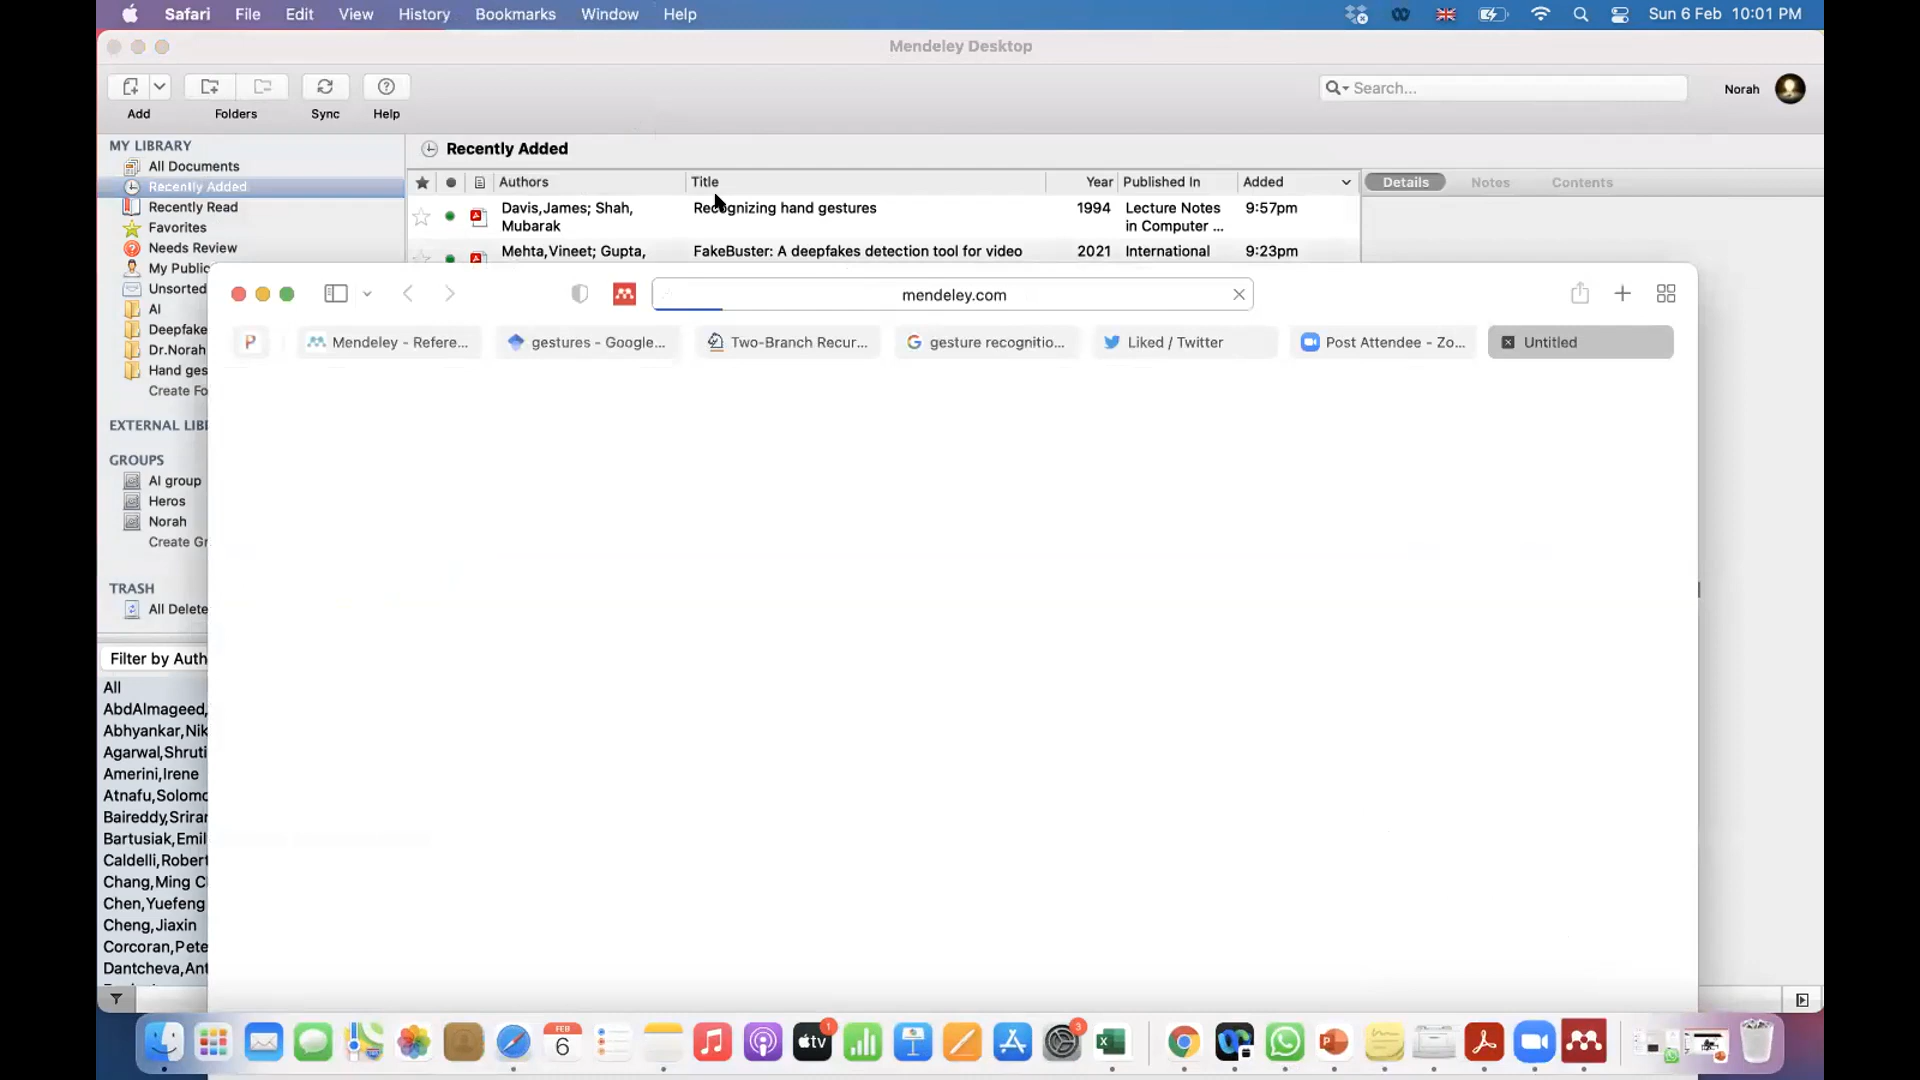 Safari File Edit View History Bookmarks Window Help Sun 6 Feb 10:01 PM
Mendeley Desktop
Search...
Norah
Add Folders Sync Help
MY LIBRARY
All Documents
Recently Added
Recently Read
Favorites
Needs Review
My Public
Unsorted
AI
Deepfake
Dr.Norah
Hand ges
Create Fo
EXTERNAL LIB
GROUPS
AI group
Heros
Norah
Create Gr
TRASH
All Delete
Filter by Auth
All
AbdAlmageed,
Abhyankar,Nik
Agarwal,Shruti
Amerini,Irene
Atnafu,Solomo
Baireddy,Srirar
Bartusiak,Emil
Caldelli,Robert
Chang,Ming C
Chen,Yuefeng
Cheng,Jiaxin
Corcoran,Pete
Dantcheva,Ant
Recently Added
Authors Title Year Published In Added
Davis,James; Shah, Mubarak
Recognizing hand gestures
1994
Lecture Notes
in Computer ...
9:57pm
Mehta,Vineet; Gupta,
FakeBuster: A deepfakes detection tool for video
2021
International
9:23pm
Details Notes Contents
mendeley.com
P
Mendeley - Refere...
gestures - Google...
Two-Branch Recur...
gesture recognitio...
Liked / Twitter
Post Attendee - Zo...
Untitled
FEB
6
tv
1
3